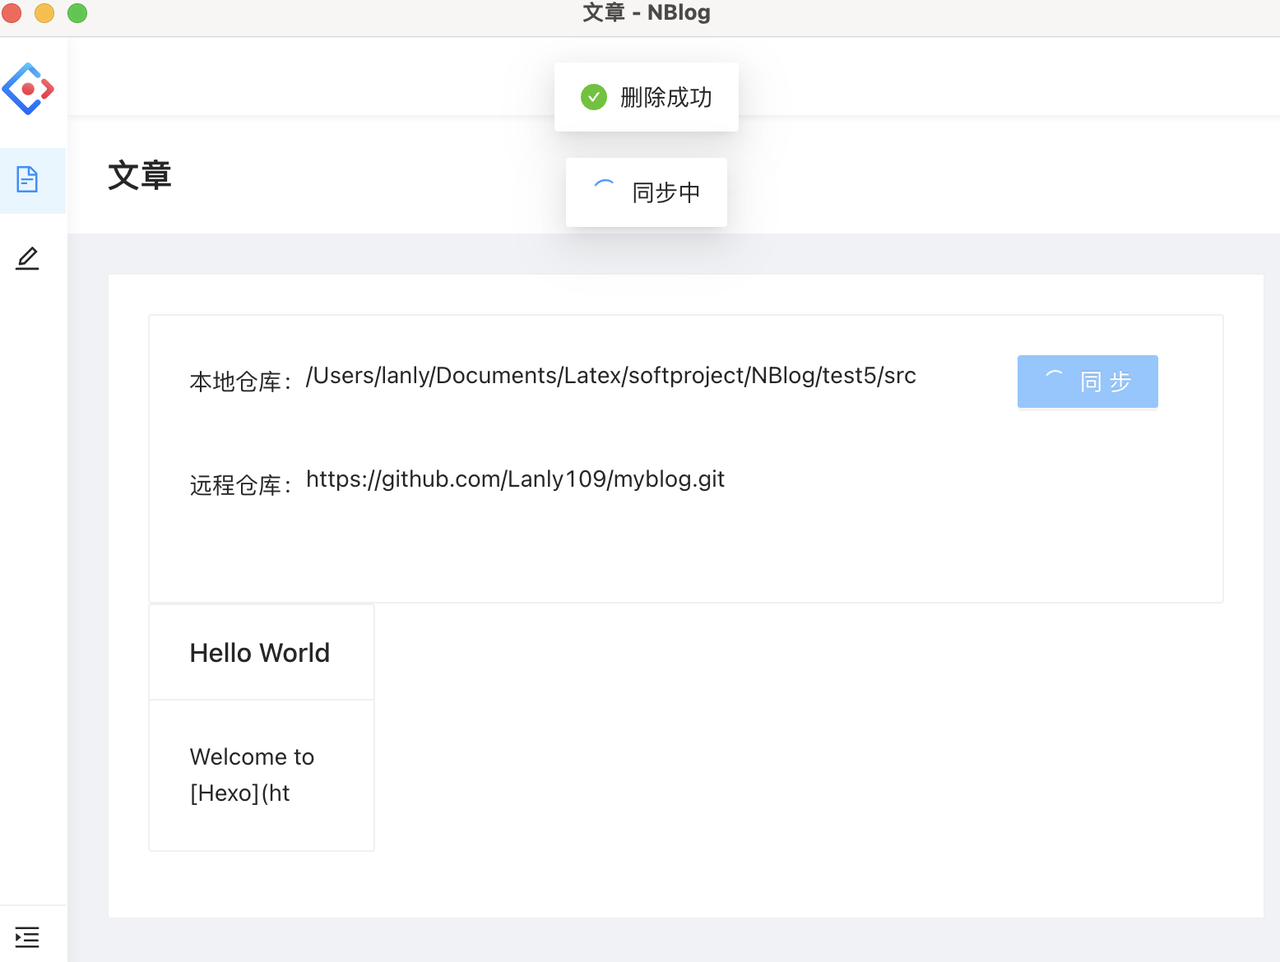 文章 - NBlog
删除成功
文章
同步中
本地仓库：/Users/lanly/Documents/Latex/softproject/NBlog/test5/src
同 步
远程仓库：https://github.com/Lanly109/myblog.git
Hello World
Welcome to
[Hexo](ht